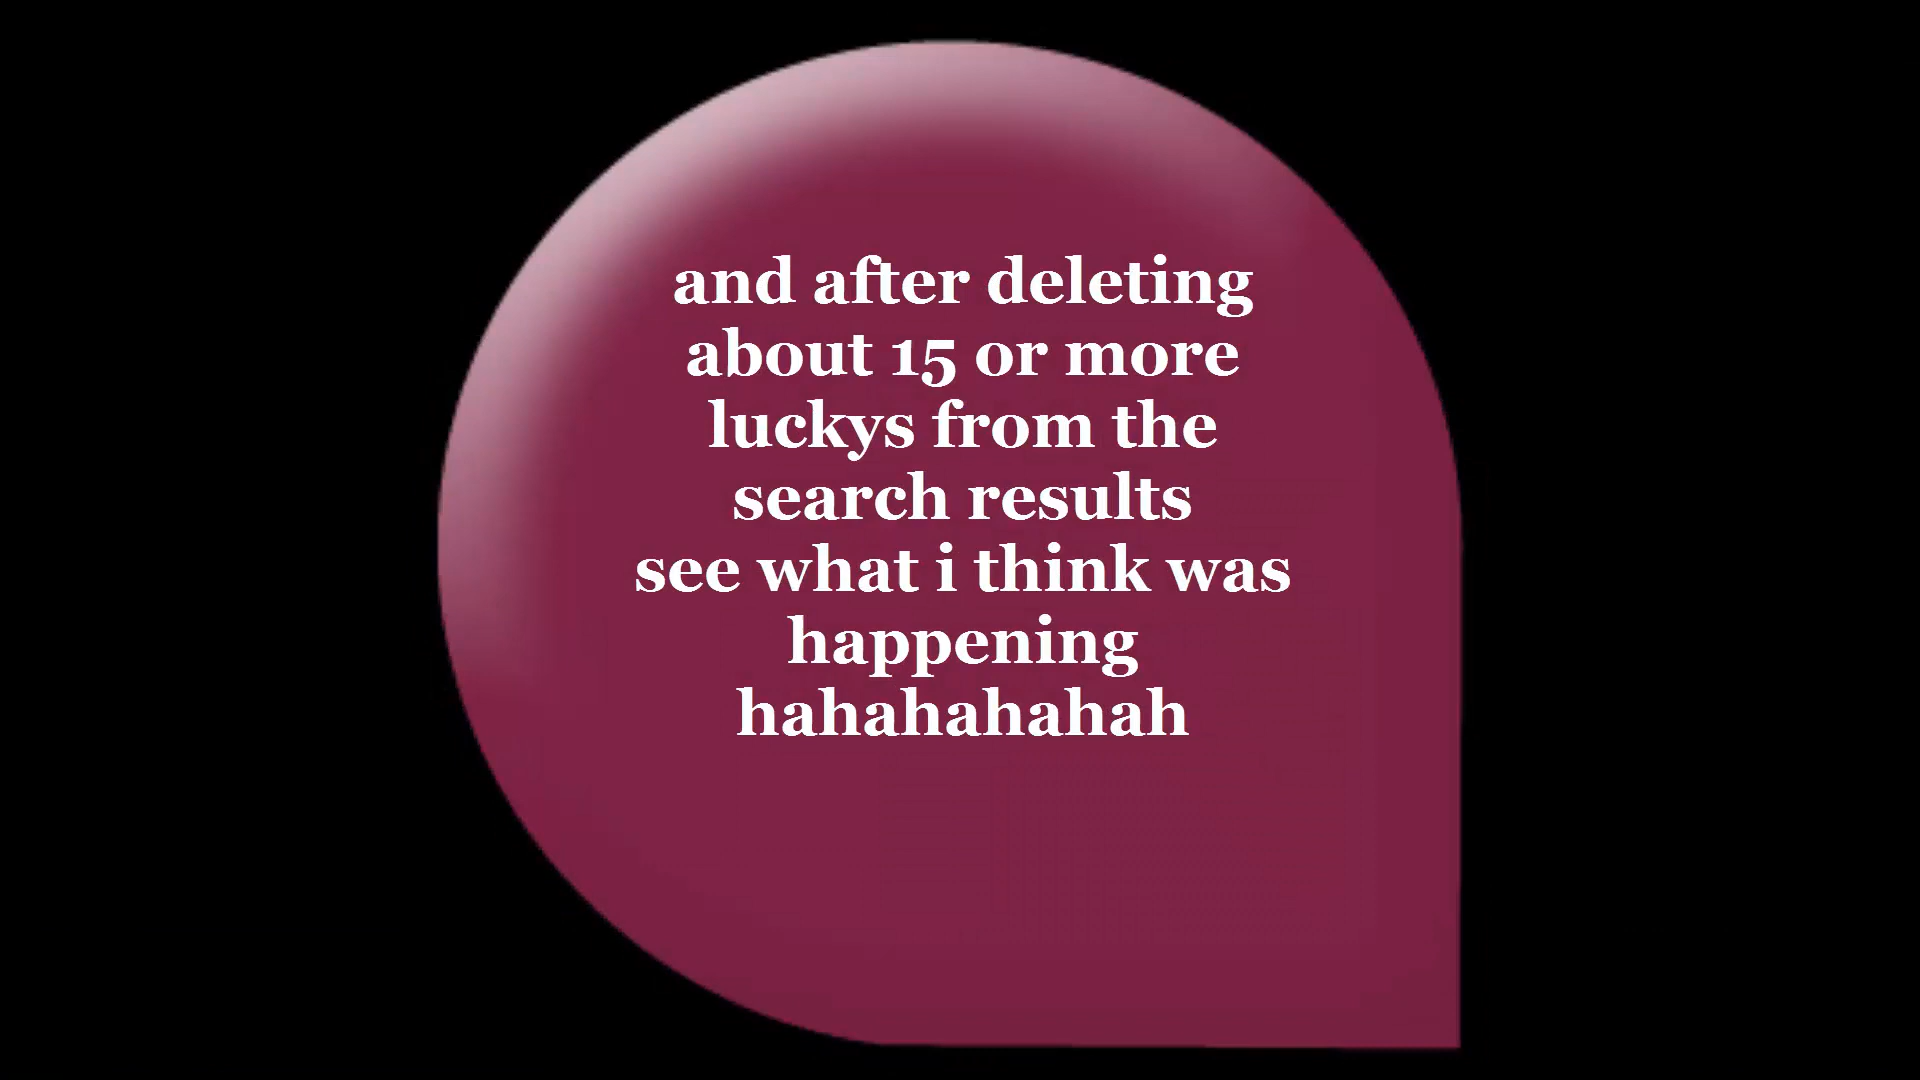 and after deleting
about 15 or more
luckys from the
search results
see what i think was
happening
hahahahahah